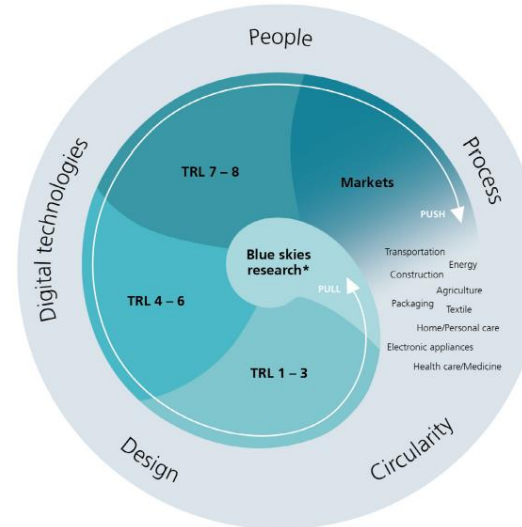 People
Digital technologies
Process
TRL 7 – 8
Markets
PUSH
Blue skies
research*
PULL
TRL 4 – 6
TRL 1 – 3
Transportation
Energy
Construction
Agriculture
Packaging
Textile
Home/Personal care
Electronic appliances
Health care/Medicine
Design
Circularity